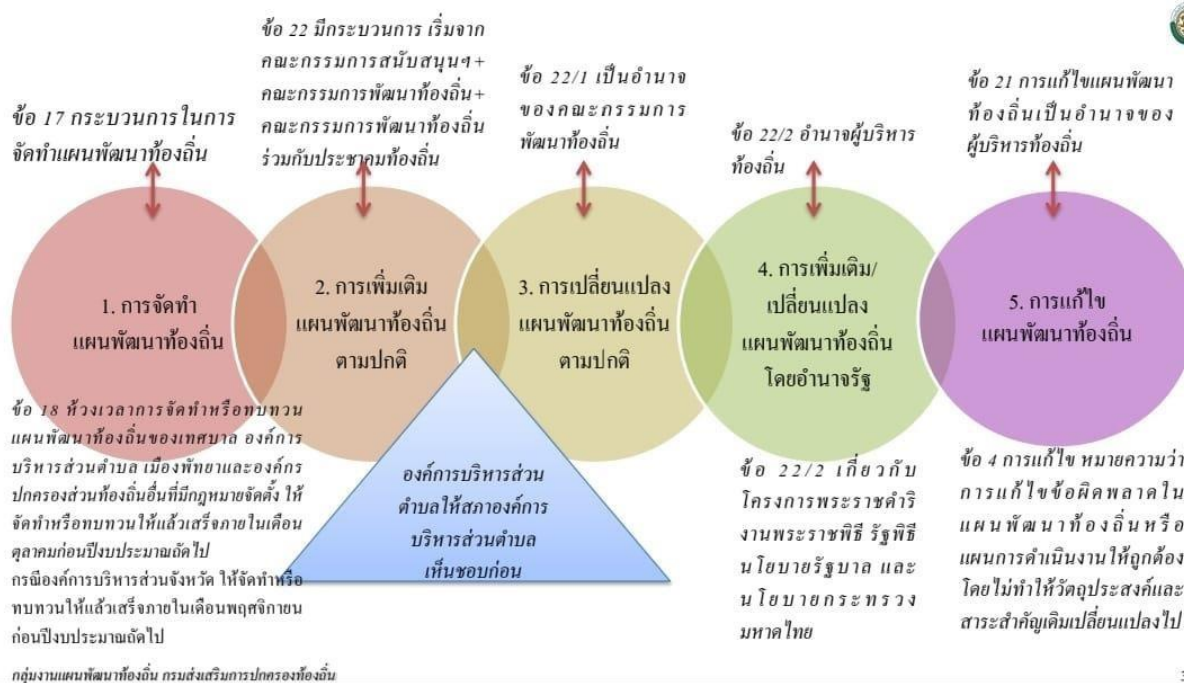 ข้อ 17 กระบวนการในการ
จัดทำแผนพัฒนาท้องถิ่น
ข้อ 22 มีกระบวนการ เริ่มจาก
คณะกรรมการสนับสนุนฯ+
คณะกรรมการพัฒนาท้องถิ่น+
คณะกรรมการพัฒนาท้องถิ่น
ร่วมกับประชาคมท้องถิ่น
ข้อ 22/1 เป็นอำนาจ
ของคณะกรรมการ
พัฒนาท้องถิ่น
ข้อ 22/2 อำนาจผู้บริหาร
ท้องถิ่น
ข้อ 21 การแก้ไขแผนพัฒนา
ท้องถิ่นเป็นอำนาจของ
ผู้บริหารท้องถิ่น
1. การจัดทำ
แผนพัฒนาท้องถิ่น
2. การเพิ่มเติม
แผนพัฒนาท้องถิ่น
ตามปกติ
3. การเปลี่ยนแปลง
แผนพัฒนาท้องถิ่น
ตามปกติ
4. การเพิ่มเติม/
เปลี่ยนแปลง
แผนพัฒนาท้องถิ่น
โดยอำนาจรัฐ
5. การแก้ไข
แผนพัฒนาท้องถิ่น
ข้อ 18 ห้วงเวลาการจัดทำหรือทบทวน
แผนพัฒนาท้องถิ่นของเทศบาล องค์การ
บริหารส่วนตำบล เมืองพัทยาและองค์กร
ปกครองส่วนท้องถิ่นอื่นที่มีกฎหมายจัดตั้ง ให้
จัดทำหรือทบทวนให้แล้วเสร็จภายในเดือน
ตุลาคมก่อนปีงบประมาณถัดไป
กรณีองค์การบริหารส่วนจังหวัด ให้จัดทำหรือ
ทบทวนให้แล้วเสร็จภายในเดือนพฤศจิกายน
ก่อนปีงบประมาณถัดไป
องค์การบริหารส่วน
ตำบลให้สภาองค์การ
บริหารส่วนตำบล
เห็นชอบก่อน
ข้อ 22/2 เกี่ยวกับ
โครงการพระราชดำริ
งานพระราชพิธี รัฐพิธี
นโยบายรัฐบาล และ
นโยบายกระทรวง
มหาดไทย
ข้อ 4 การแก้ไข หมายความว่า
การแก้ไขข้อผิดพลาดใน
แผนพัฒนาท้องถิ่นหรือ
แผนการดำเนินงานให้ถูกต้อง
โดยไม่ทำให้วัตถุประสงค์และ
สาระสำคัญเดิมเปลี่ยนแปลงไป
กลุ่มงานแผนพัฒนาท้องถิ่น กรมส่งเสริมการปกครองท้องถิ่น
3